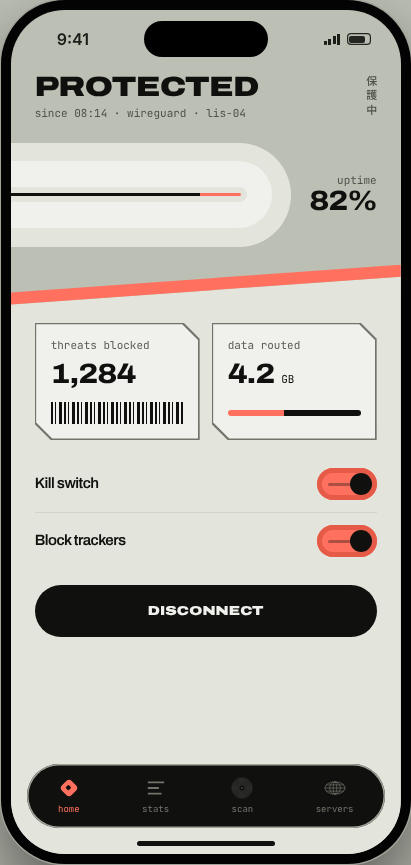 9:41
PROTECTED
since 08:14 · wireguard · lis-04
保護中
uptime
82%
threats blocked
1,284
data routed
4.2 GB
Kill switch
Block trackers
DISCONNECT
home
stats
scan
servers